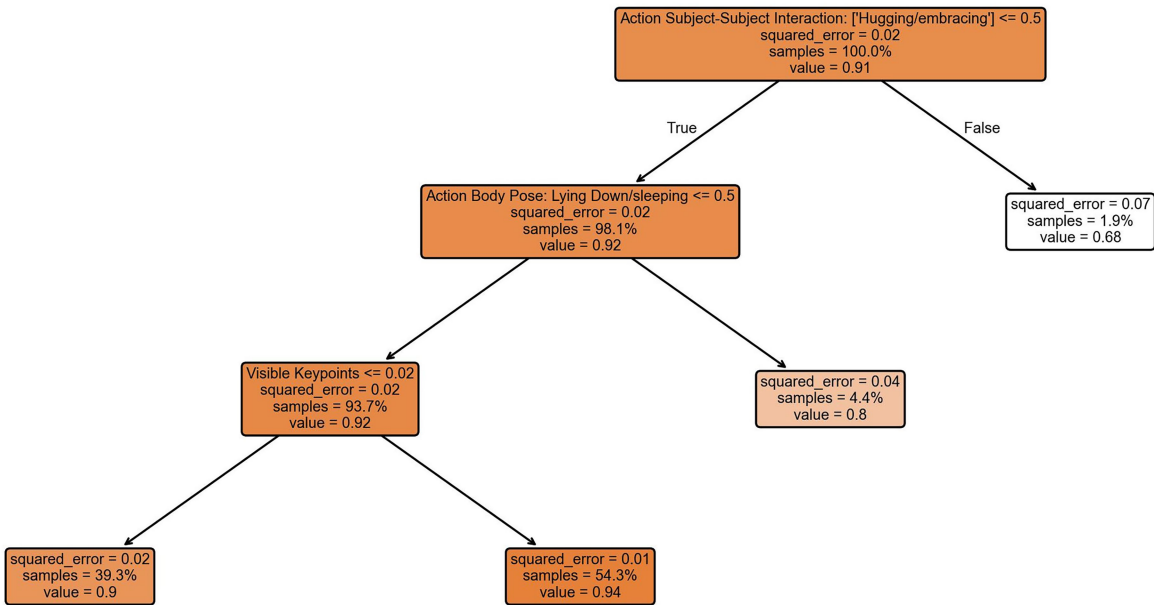 Action Subject-Subject Interaction: ['Hugging/embracing'] <= 0.5
squared_error = 0.02
samples = 100.0%
value = 0.91
True
False
Action Body Pose: Lying Down/sleeping <= 0.5
squared_error = 0.02
samples = 98.1%
value = 0.92
squared_error = 0.07
samples = 1.9%
value = 0.68
Visible Keypoints <= 0.02
squared_error = 0.02
samples = 93.7%
value = 0.92
squared_error = 0.04
samples = 4.4%
value = 0.8
squared_error = 0.02
samples = 39.3%
value = 0.9
squared_error = 0.01
samples = 54.3%
value = 0.94